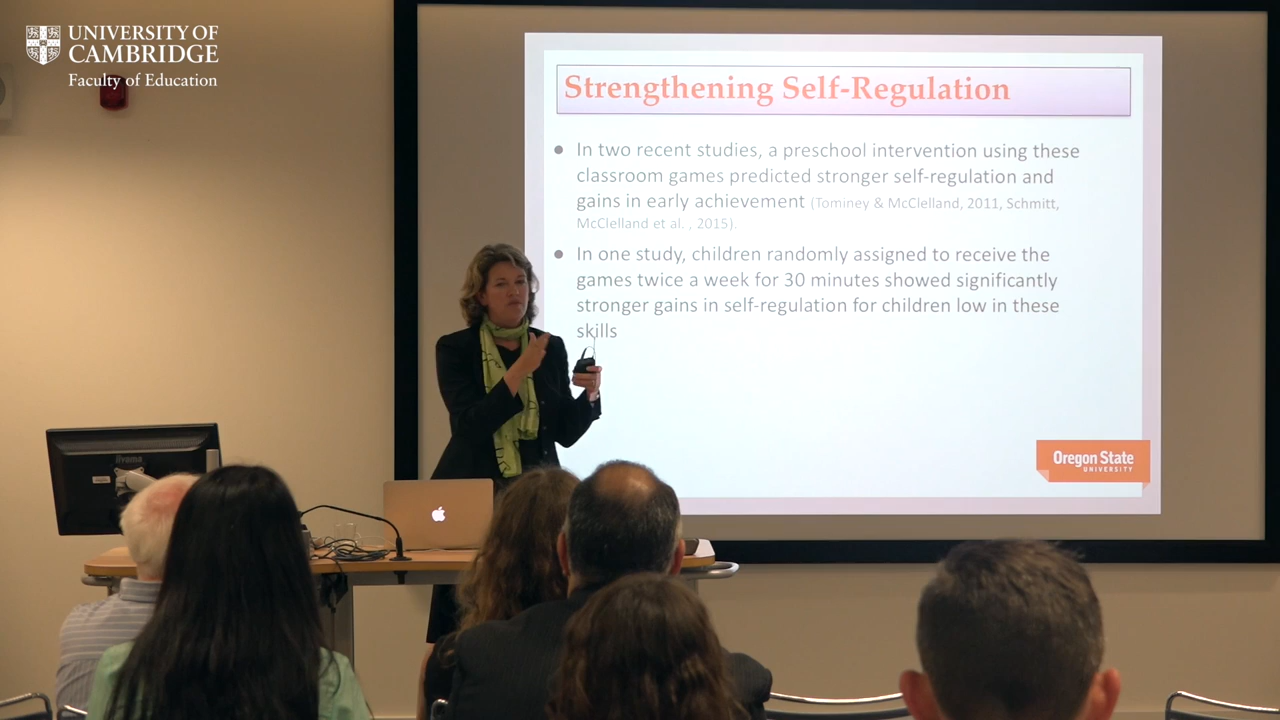 UNIVERSITY OF
CAMBRIDGE
Faculty of Education
Strengthening Self-Regulation
● In two recent studies, a preschool intervention using these
classroom games predicted stronger self-regulation and
gains in early achievement (Tominey & McClelland, 2011, Schmitt,
McClelland et al. , 2015).
● In one study, children randomly assigned to receive the
games twice a week for 30 minutes showed significantly
stronger gains in self-regulation for children low in these
skills
Oregon State
UNIVERSITY
iiyama